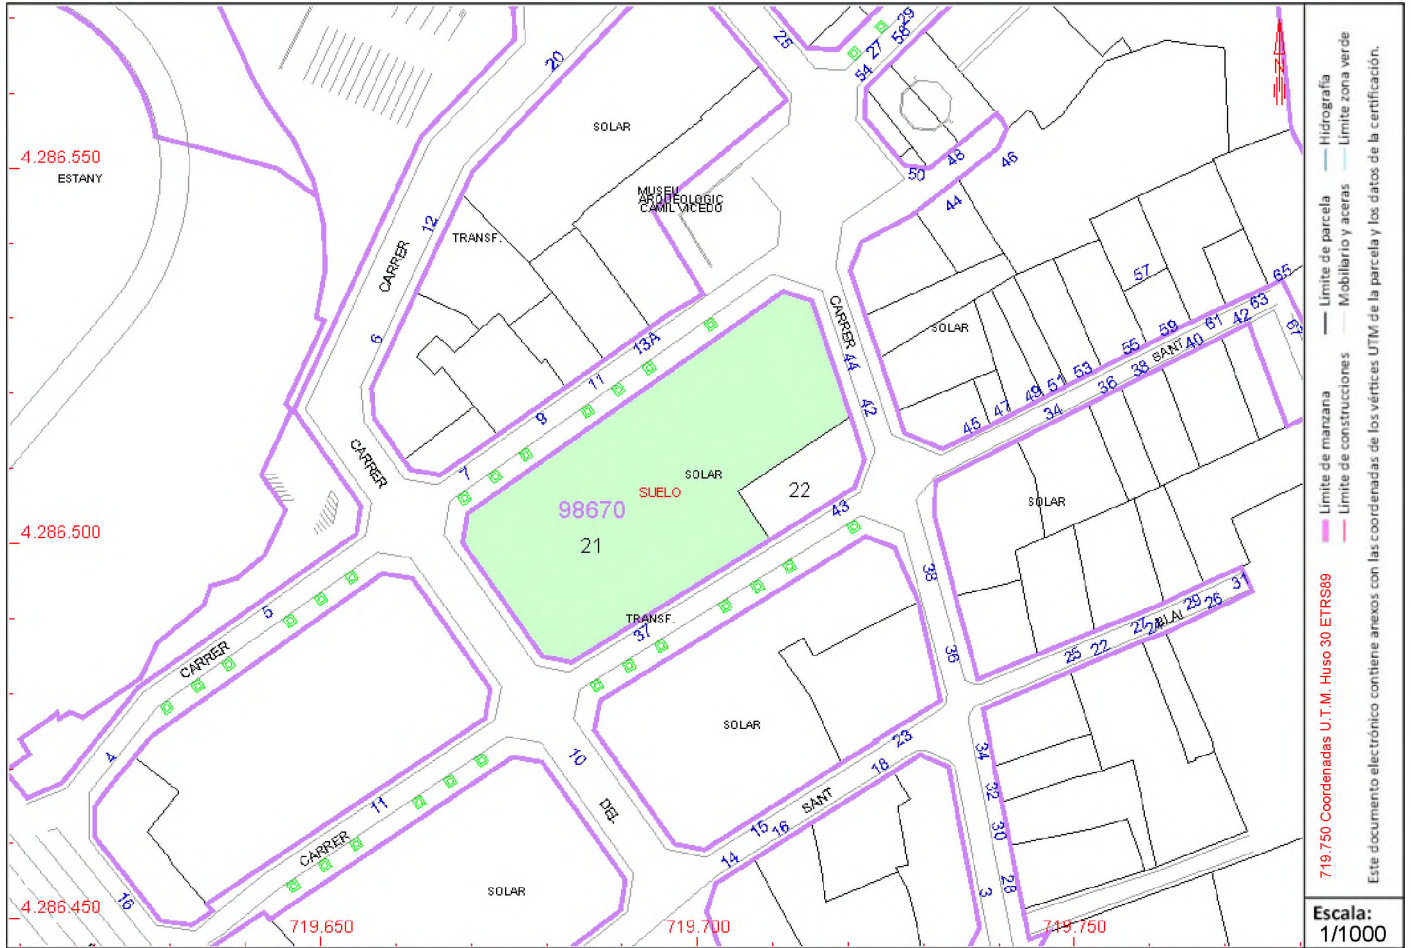 25
27
29
54
56
20
SOLAR
4.286.550
ESTANY
MUSEU
ARQUEOLOGIC
CAMIL VICEDO
50
48
46
44
12
TRANSF.
CARRER
57
65
6
13A
CARRER
44
SOLAR
63
61
42
67
59
55
SANT
40
38
11
53
51
36
49
47
34
45
9
42
CARRER
7
SOLAR
SUELO
22
SOLAR
98670
43
4.286.500
21
38
31
29
26
27
24
TRANSF.
37
5
25
22
CARRER
36
SOLAR
23
4
10
34
18
32
11
DEL
SANT
15
16
30
CARRER
14
28
3
SOLAR
16
4.286.450
719.650
719.700
719.750
Hidrografía
Límite zona verde
Límite de parcela
Mobiliario y aceras
Límite de manzana
Límite de construcciones
719.750 Coordenadas U.T.M. Huso 30 ETRS89
Este documento electrónico contiene anexos con las coordenadas de los vértices UTM de la parcela y los datos de la certificación.
Escala:
1/1000